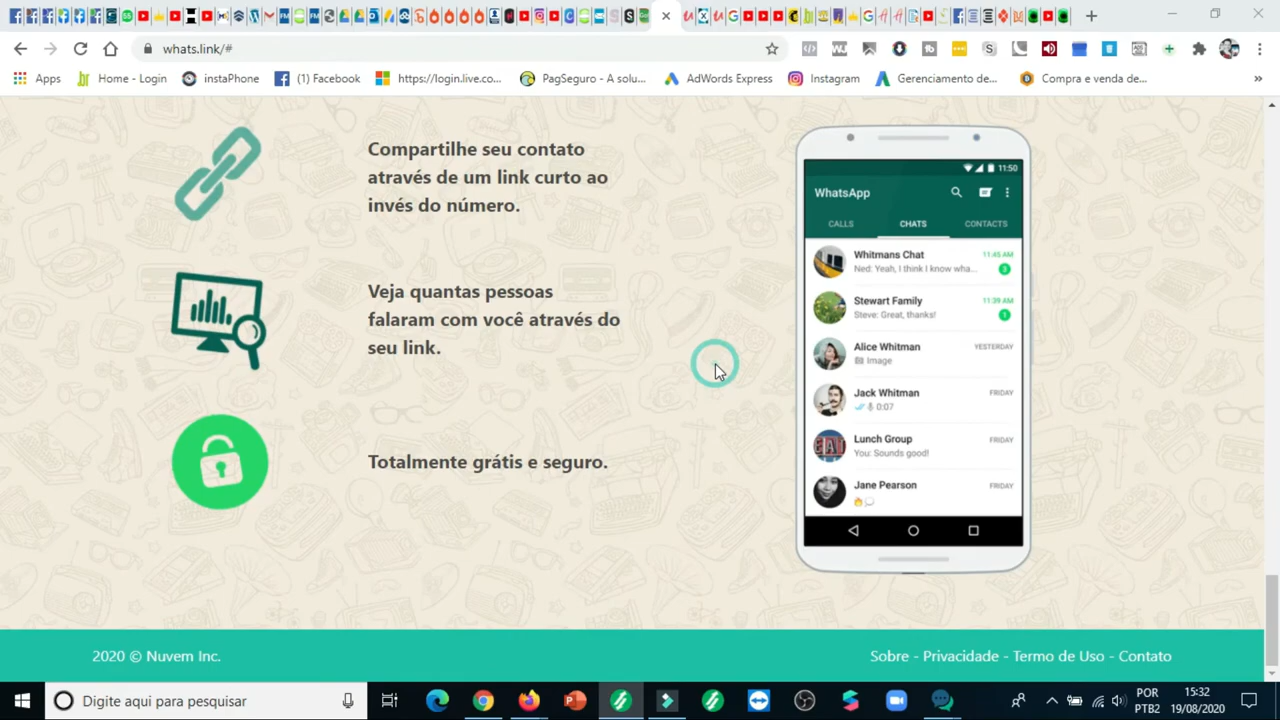 whats.link/#
Apps
Home - Login
instaPhone
(1) Facebook
https://login.live.co...
PagSeguro - A solu...
AdWords Express
Instagram
Gerenciamento de...
Compra e venda de...
»
Compartilhe seu contato
através de um link curto ao
invés do número.
Veja quantas pessoas
falaram com você através do
seu link.
Totalmente grátis e seguro.
11:50
WhatsApp
CALLS CHATS CONTACTS
Whitmans Chat 11:45 AM
Ned: Yeah, I think I know wha... 3
Stewart Family 11:39 AM
Steve: Great, thanks! 1
Alice Whitman YESTERDAY
Image
Jack Whitman FRIDAY
0:07
Lunch Group FRIDAY
You: Sounds good!
Jane Pearson FRIDAY
2020 © Nuvem Inc.
Sobre - Privacidade - Termo de Uso - Contato
Digite aqui para pesquisar
POR
PTB2
15:32
19/08/2020